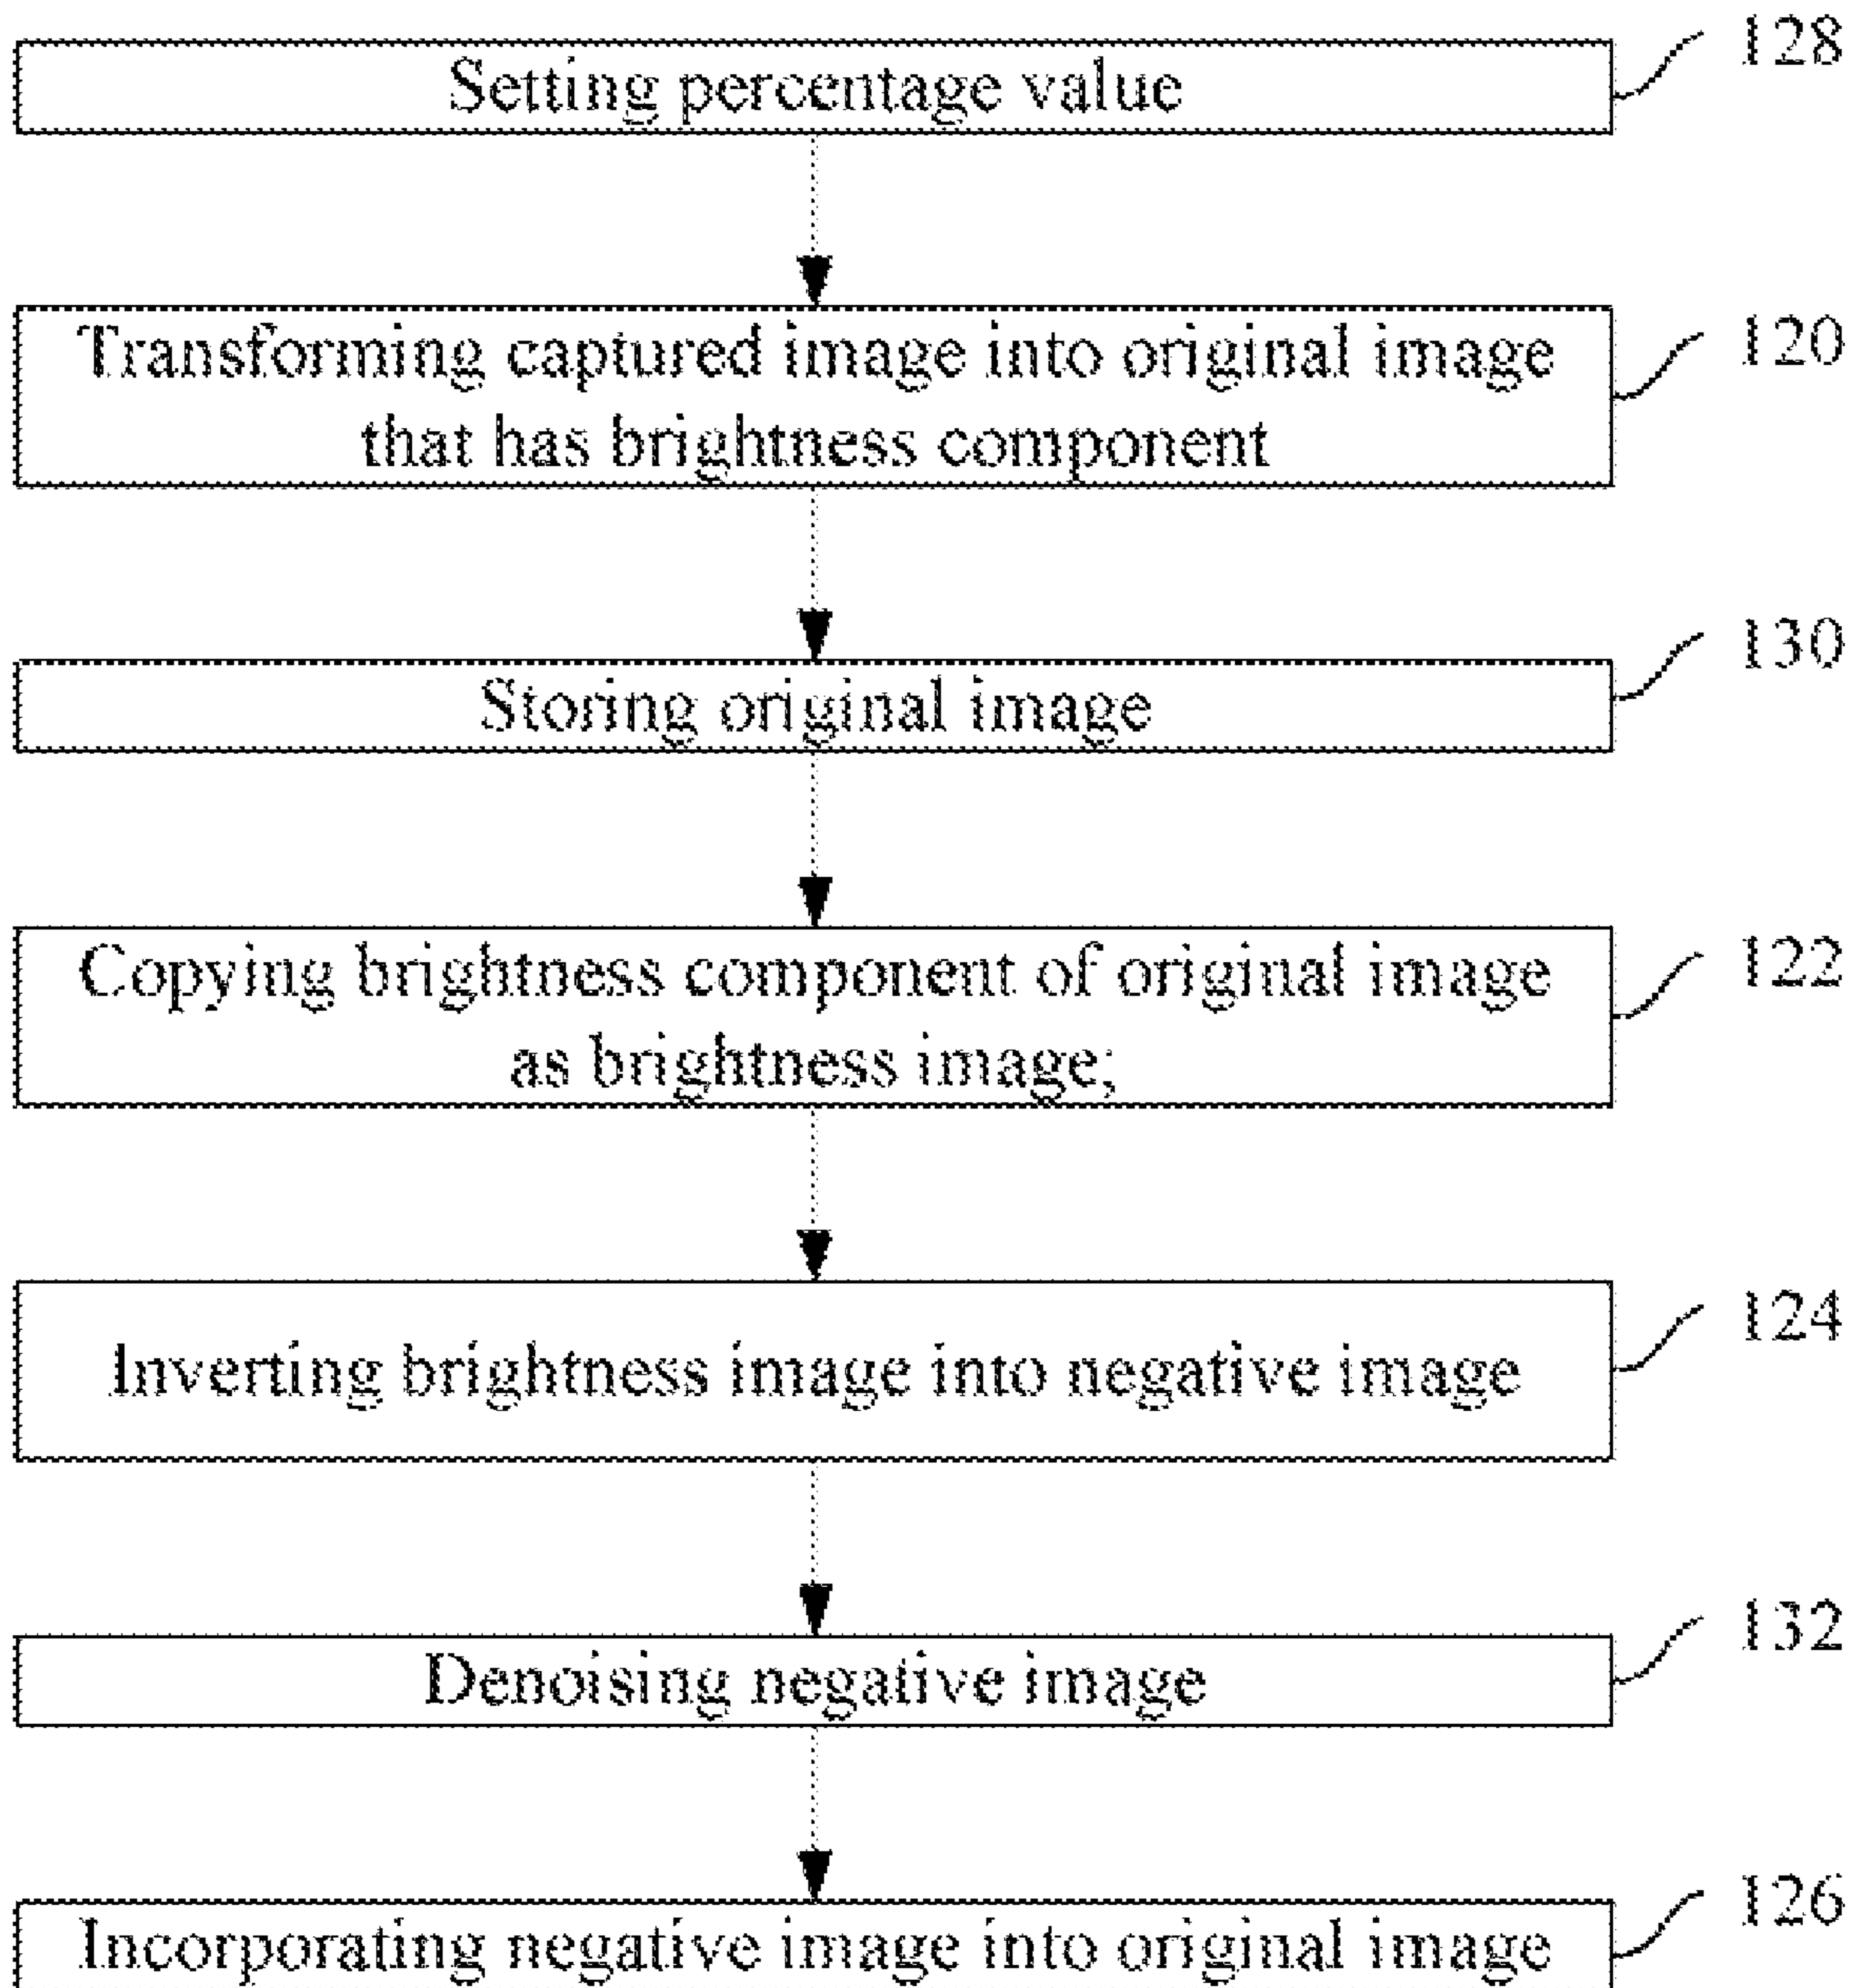 Setting percentage value
128
Transforming captured image into original image
that has brightness component
120
Storing original image
130
Copying brightness component of original image
as brightness image;
122
Inverting brightness image into negative image
124
Denoising negative image
132
Incorporating negative image into original image
126